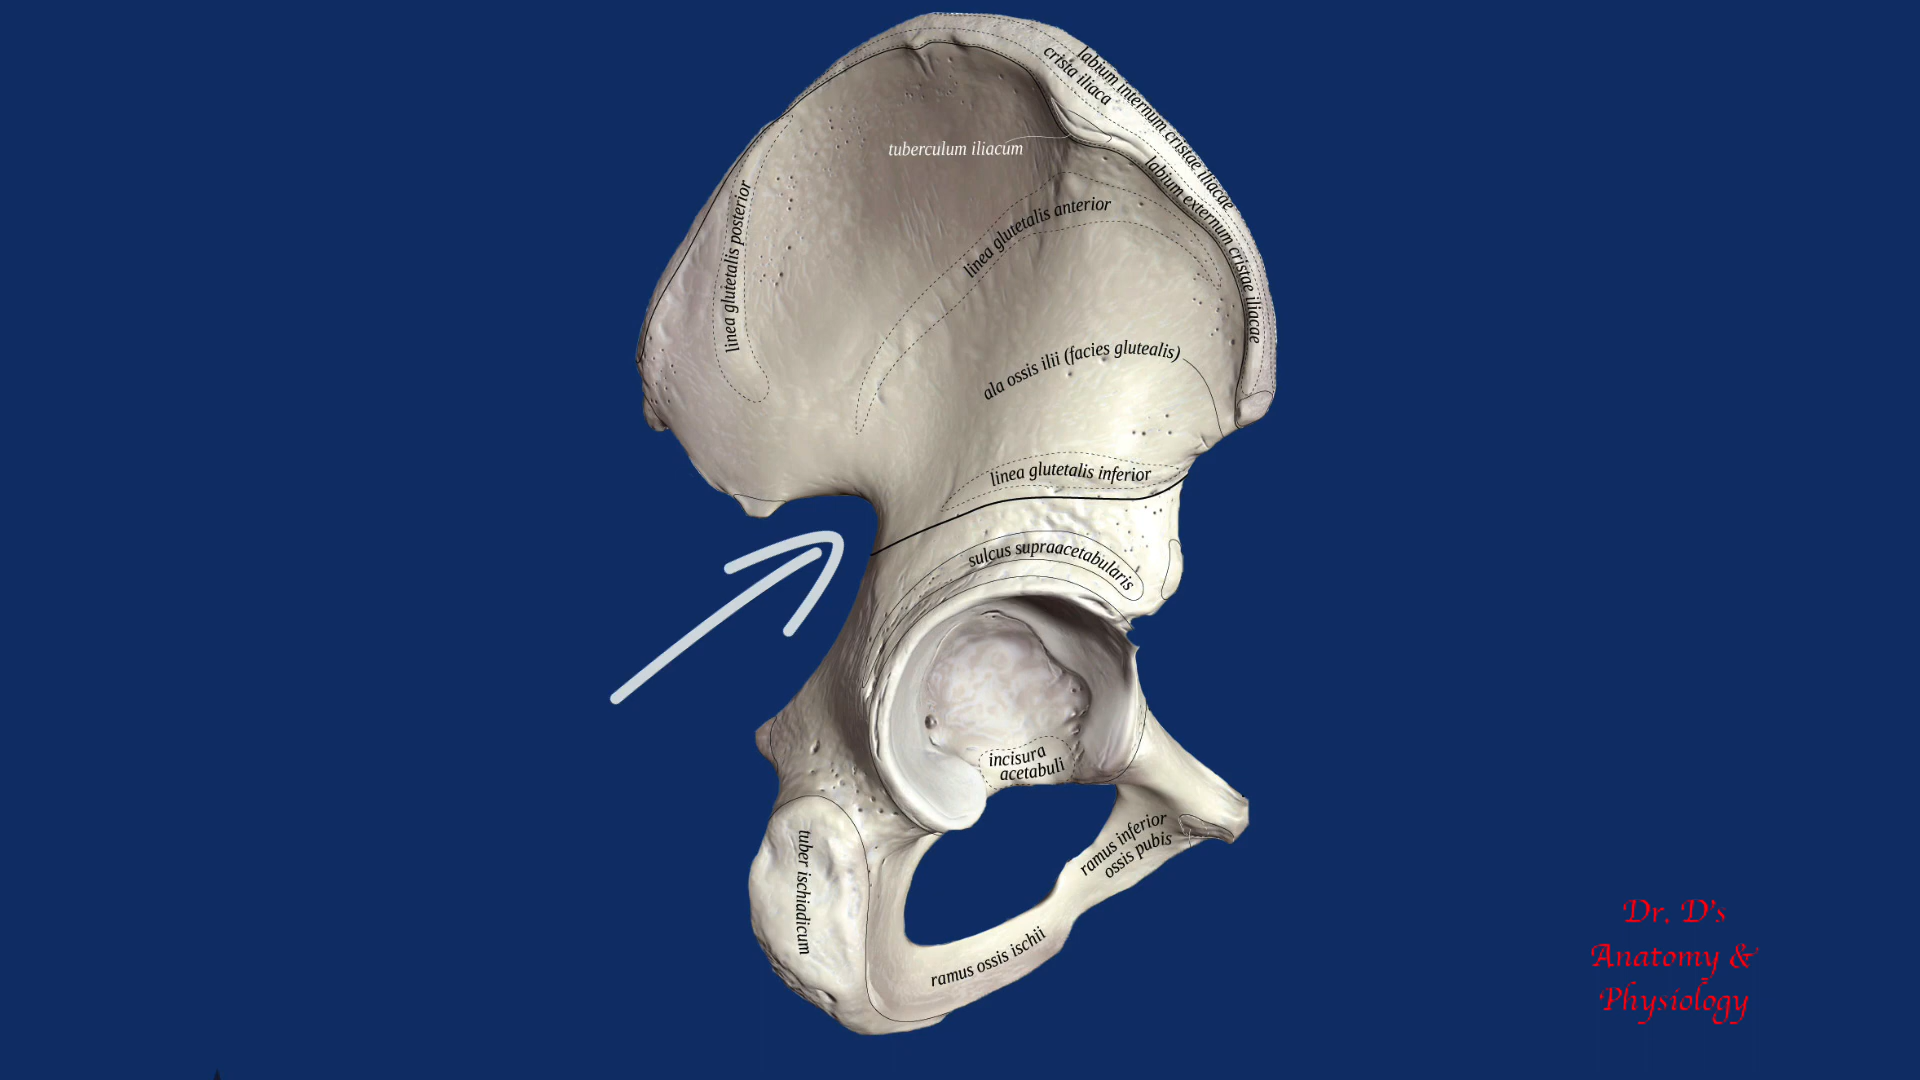 labium internum cristae iliacae
crista iliaca
tuberculum iliacum
labium externum cristae iliacae
linea glutetalis posterior
linea glutetalis anterior
ala ossis ilii (facies glutealis)
linea glutetalis inferior
sulcus supraacetabularis
incisura
acetabuli
ramus inferior
ossis pubis
tuber ischiadicum
ramus ossis ischii
Dr. D's
Anatomy &
Physiology